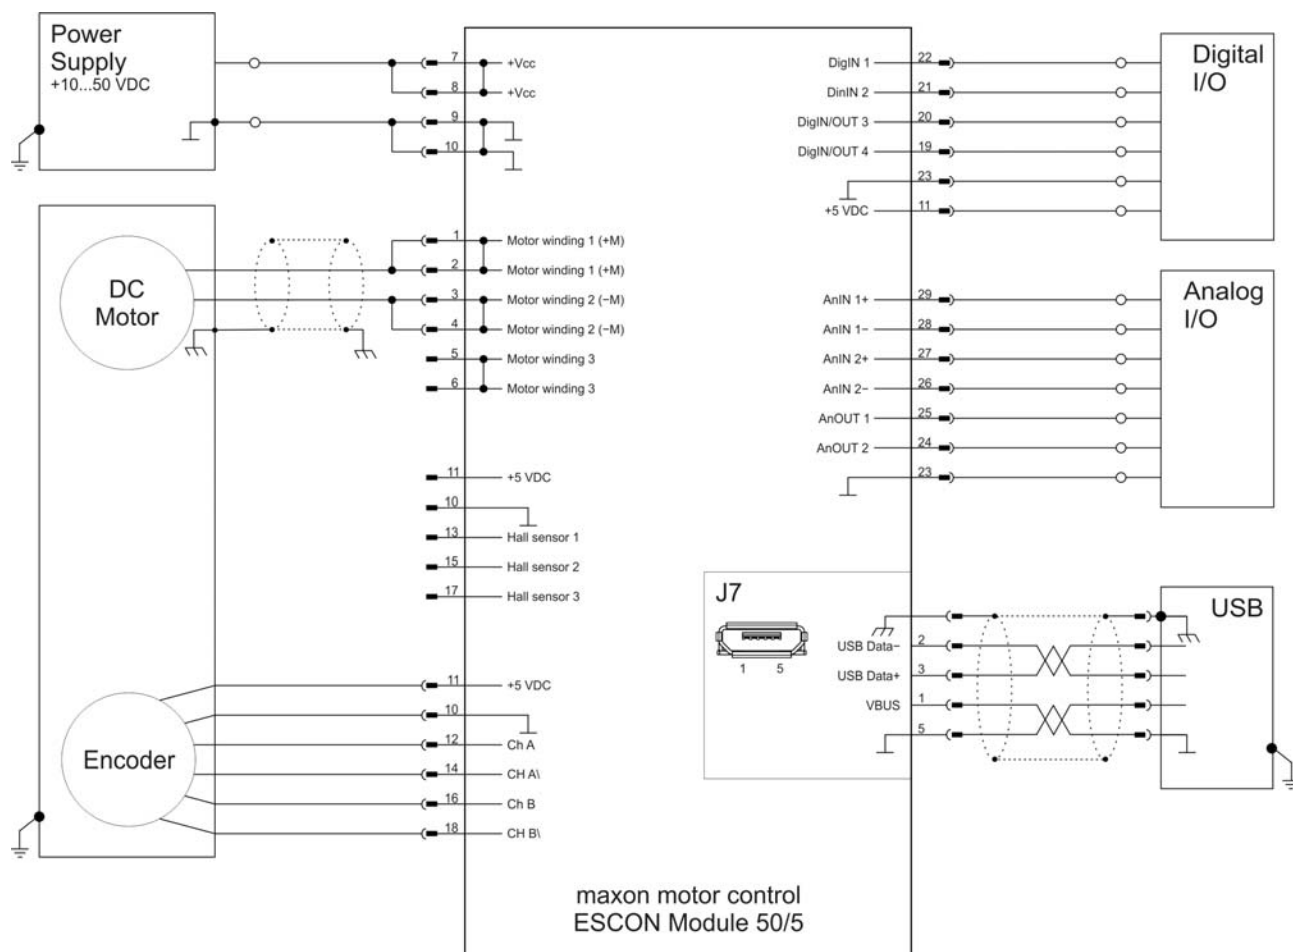 Power
Supply
+10...50 VDC
7 +Vcc
8 +Vcc
9
10
DC
Motor
1 Motor winding 1 (+M)
2 Motor winding 1 (+M)
3 Motor winding 2 (−M)
4 Motor winding 2 (−M)
5 Motor winding 3
6 Motor winding 3
11 +5 VDC
10
13 Hall sensor 1
15 Hall sensor 2
17 Hall sensor 3
Encoder
11 +5 VDC
10
12 Ch A
14 CH A\
16 Ch B
18 CH B\
DigIN 1 22
DinIN 2 21
DigIN/OUT 3 20
DigIN/OUT 4 19
23
+5 VDC 11
Digital
I/O
AnIN 1+ 29
AnIN 1− 28
AnIN 2+ 27
AnIN 2− 26
AnOUT 1 25
AnOUT 2 24
23
Analog
I/O
J7
1 5
USB Data− 2
USB Data+ 3
VBUS 1
5
USB
maxon motor control
ESCON Module 50/5